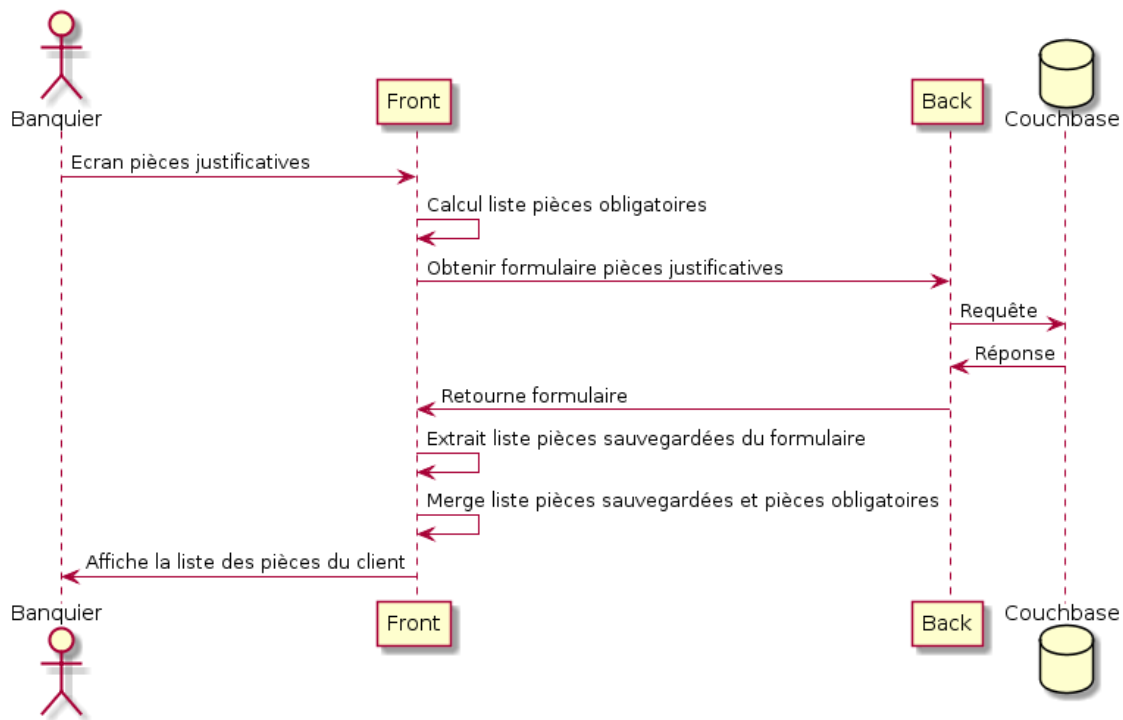 Banquier
Front
Back
Couchbase
Ecran pièces justificatives
Calcul liste pièces obligatoires
Obtenir formulaire pièces justificatives
Requête
Réponse
Retourne formulaire
Extrait liste pièces sauvegardées du formulaire
Merge liste pièces sauvegardées et pièces obligatoires
Affiche la liste des pièces du client
Banquier
Front
Back
Couchbase